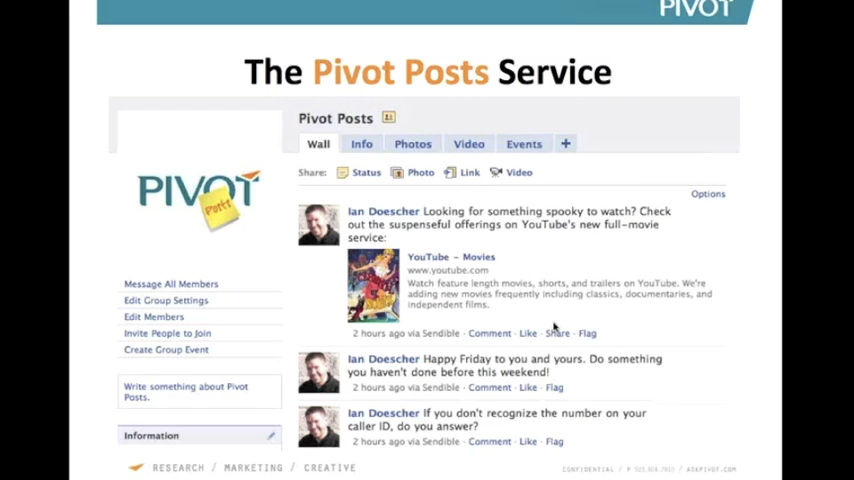 PIVOT
The Pivot Posts Service
Pivot Posts
Wall Info Photos Video Events +
Share: Status Photo Link Video
Options
PIVOT
Posts
Ian Doescher Looking for something spooky to watch? Check
out the suspenseful offerings on YouTube's new full-movie
service:
YouTube - Movies
www.youtube.com
Watch feature length movies, shorts, and trailers on YouTube. We're
adding new movies frequently including classics, documentaries, and
independent films.
2 hours ago via Sendible · Comment · Like · Share · Flag
Ian Doescher Happy Friday to you and yours. Do something
you haven't done before this weekend!
2 hours ago via Sendible · Comment · Like · Flag
Ian Doescher If you don't recognize the number on your
caller ID, do you answer?
2 hours ago via Sendible · Comment · Like · Flag
Message All Members
Edit Group Settings
Edit Members
Invite People to Join
Create Group Event
Write something about Pivot
Posts.
Information
RESEARCH / MARKETING / CREATIVE
CONFIDENTIAL / P / ASKPIVOT.COM